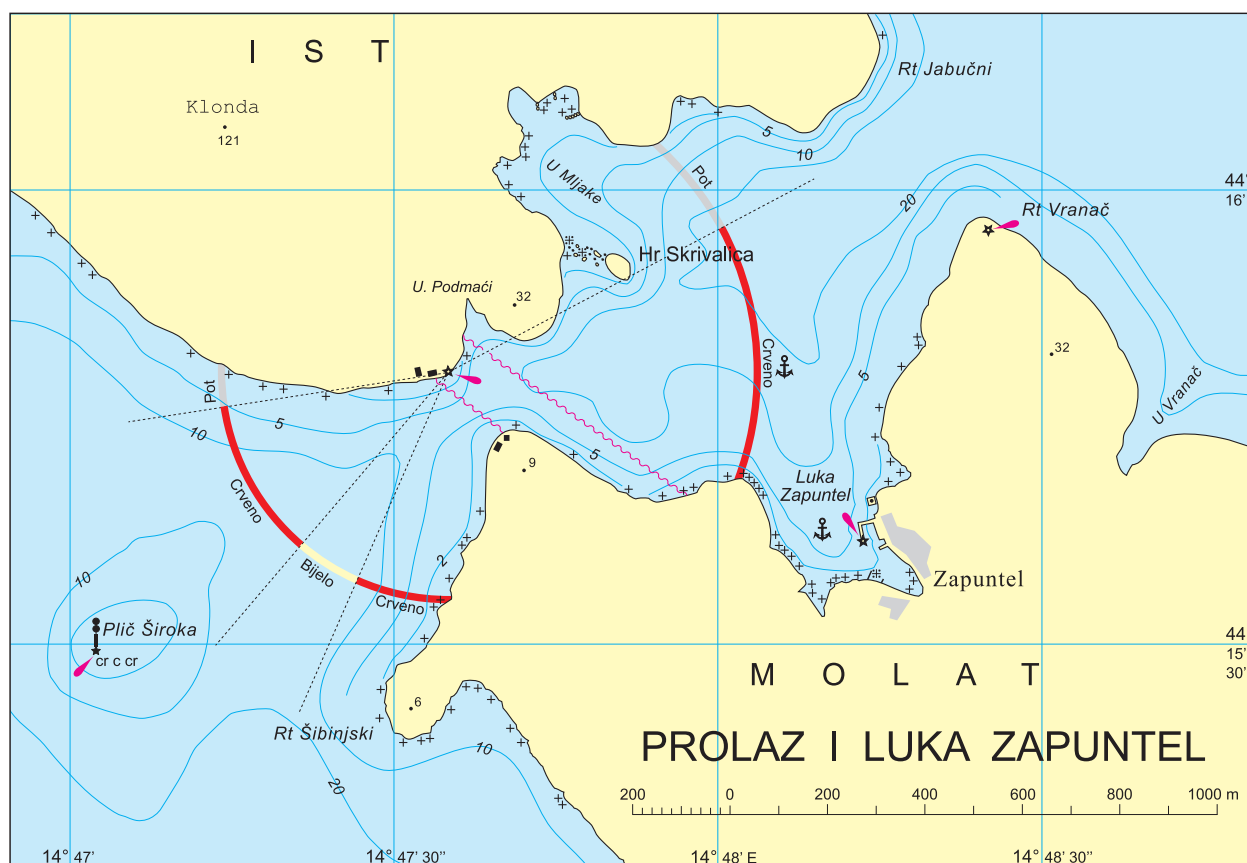 I S T
Rt Jabučni
Klonda
121
5
10
Pot
U Mljake
20
44°
16'
Rt Vranač
Hr Skrivalica
U. Podmaći
32
Crveno
32
Pot
5
10
5
U Vranač
5
9
Luka
Zapuntel
Crveno
2
Bijelo
10
Zapuntel
Crveno
Plič Široka
cr c cr
44
15'
30''
M O L A T
6
Rt Šibinjski
10
PROLAZ I LUKA ZAPUNTEL
20
200 0 200 400 600 800 1000 m
14° 47' 14° 47' 30'' 14° 48' E 14° 48' 30''